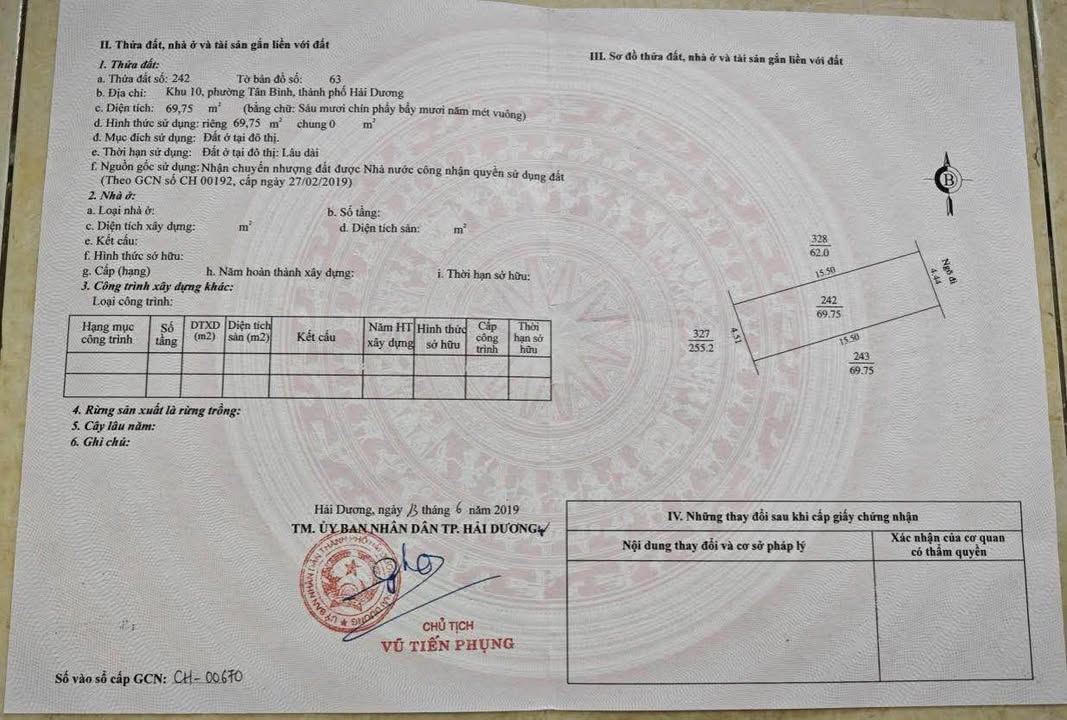 II. Thửa đất, nhà ở và tài sản gắn liền với đất
1. Thửa đất:
a. Thửa đất số: 242 Tờ bản đồ số: 63
b. Địa chỉ: Khu 10, phường Tân Bình, thành phố Hải Dương
c. Diện tích: 69,75 m² (bằng chữ: Sáu mươi chín phẩy bẩy mươi năm mét vuông)
d. Hình thức sử dụng: riêng 69,75 m² chung 0 m²
đ. Mục đích sử dụng: Đất ở tại đô thị.
e. Thời hạn sử dụng: Đất ở tại đô thị: Lâu dài
f. Nguồn gốc sử dụng: Nhận chuyển nhượng đất được Nhà nước công nhận quyền sử dụng đất
(Theo GCN số CH 00192, cấp ngày 27/02/2019)
2. Nhà ở:
a. Loại nhà ở: b. Số tầng:
c. Diện tích xây dựng: m² d. Diện tích sàn: m²
e. Kết cấu:
f. Hình thức sở hữu:
g. Cấp (hạng) h. Năm hoàn thành xây dựng: i. Thời hạn sở hữu:
3. Công trình xây dựng khác:
Loại công trình:
Hạng mục công trình Số tầng DTXD (m2) Diện tích sàn (m2) Kết cấu Năm HT xây dựng Hình thức sở hữu Cấp công trình Thời hạn sở hữu
4. Rừng sản xuất là rừng trồng:
5. Cây lâu năm:
6. Ghi chú:
Hải Dương, ngày 13 tháng 6 năm 2019
TM. ỦY BAN NHÂN DÂN TP. HẢI DƯƠNG
CHỦ TỊCH
VŨ TIẾN PHỤNG
Số vào sổ cấp GCN: CH-00670
III. Sơ đồ thửa đất, nhà ở và tài sản gắn liền với đất
B
328
62.0
15.50
Ngõ đi
4.44
242
69.75
4.51
327
255.2
15.50
243
69.75
IV. Những thay đổi sau khi cấp giấy chứng nhận
Nội dung thay đổi và cơ sở pháp lý
Xác nhận của cơ quan
có thẩm quyền